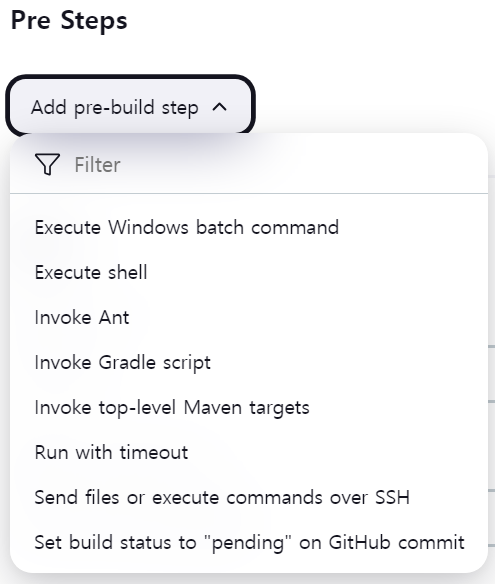 Pre Steps
Add pre-build step
Filter
Execute Windows batch command
Execute shell
Invoke Ant
Invoke Gradle script
Invoke top-level Maven targets
Run with timeout
Send files or execute commands over SSH
Set build status to "pending" on GitHub commit